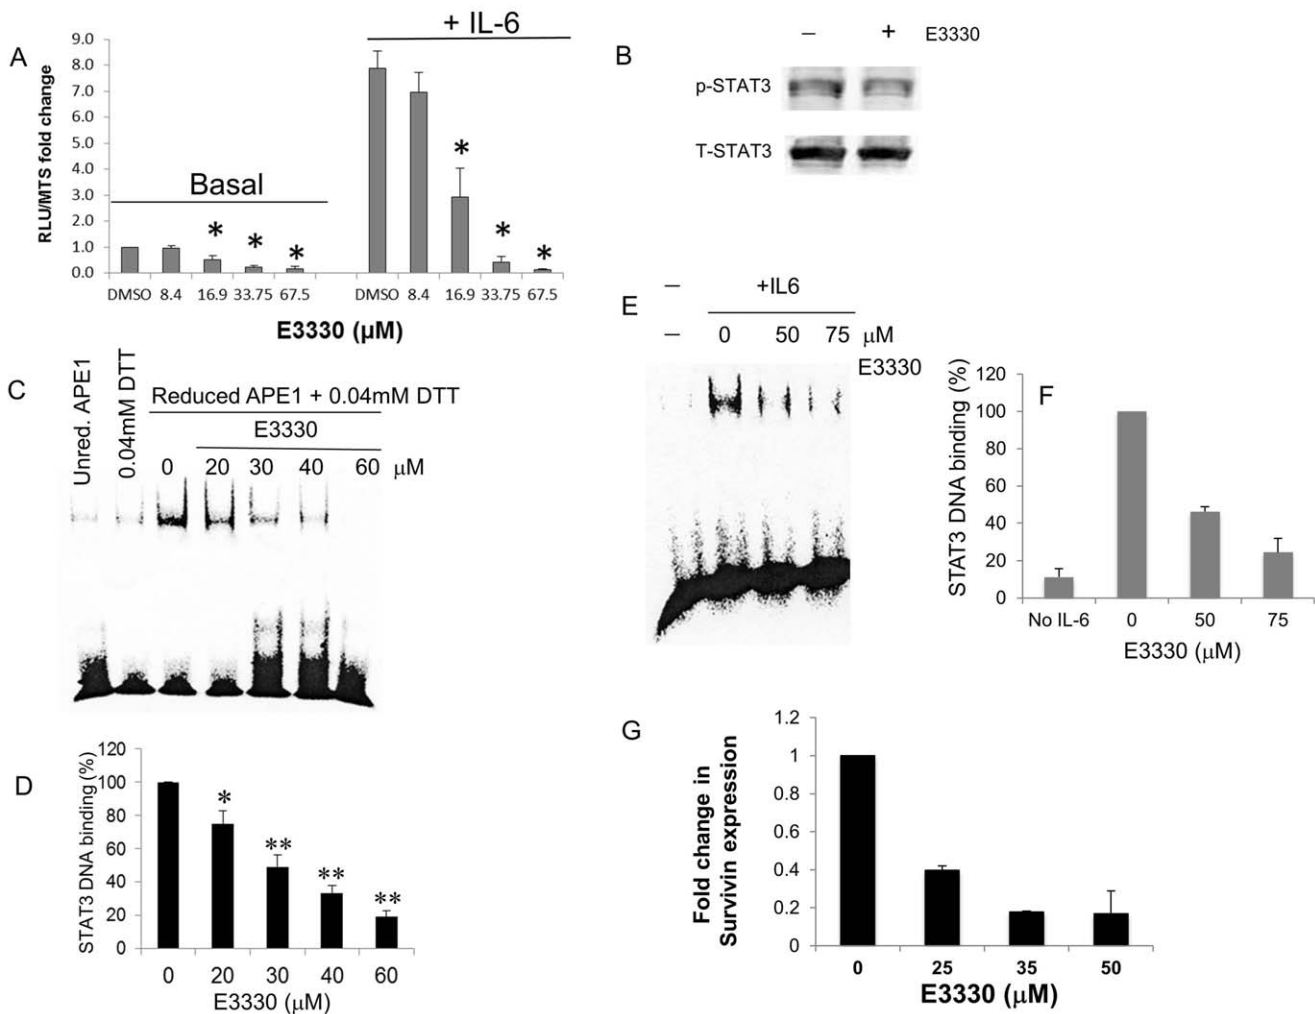 A
+ IL-6
Basal
RLU/MTS fold change
9.0
8.0
7.0
6.0
5.0
4.0
3.0
2.0
1.0
0.0
* * * * * *
DMSO 8.4 16.9 33.75 67.5 DMSO 8.4 16.9 33.75 67.5
E3330 (µM)
B
– + E3330
p-STAT3
T-STAT3
C
Unred. APE1
0.04mM DTT
Reduced APE1 + 0.04mM DTT
E3330
0 20 30 40 60 µM
D
STAT3 DNA binding (%)
120
100
80
60
40
20
0
* ** ** **
0 20 30 40 60
E3330 (µM)
E
– +IL6
– 0 50 75 µM
E3330
F
STAT3 DNA binding (%)
120
100
80
60
40
20
0
No IL-6 0 50 75
E3330 (µM)
G
Fold change in
Survivin expression
1.2
1
0.8
0.6
0.4
0.2
0
0 25 35 50
E3330 (µM)